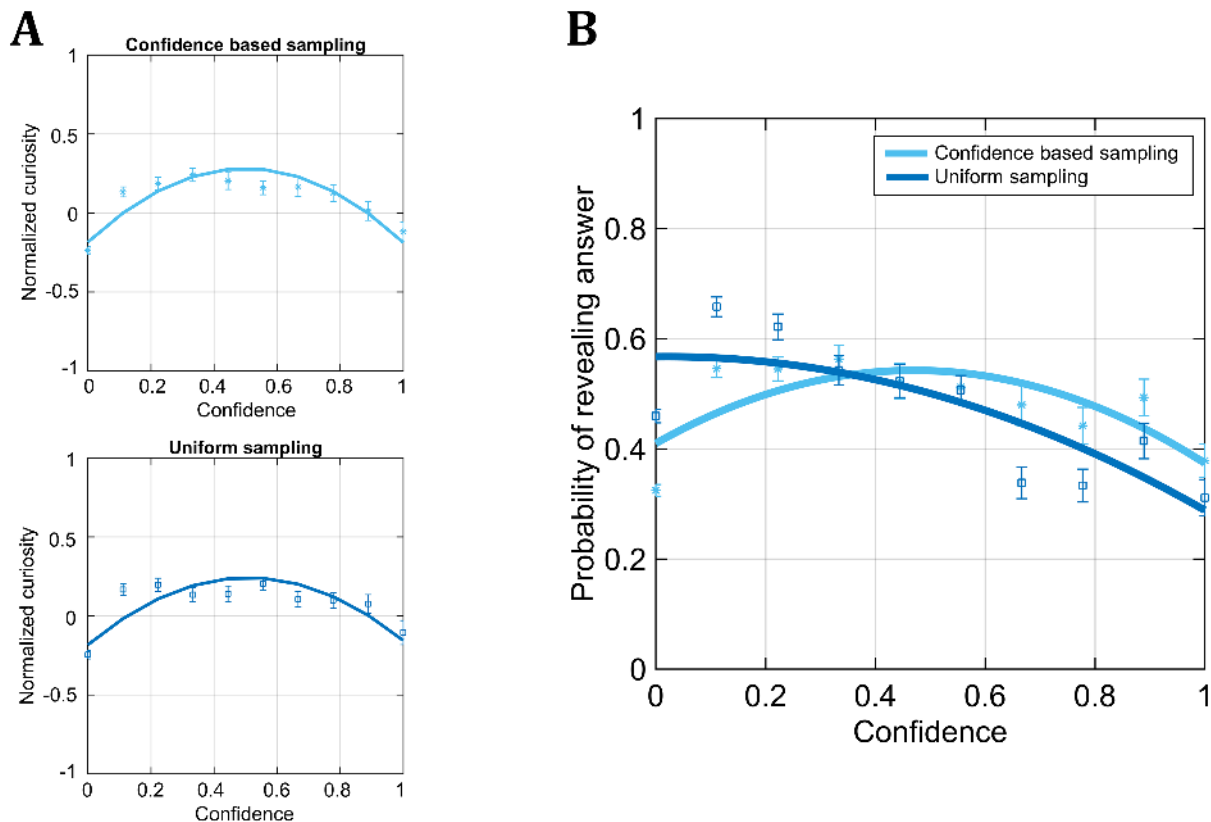 A
Confidence based sampling
1
0.5
0
-0.5
-1
Normalized curiosity
0 0.2 0.4 0.6 0.8 1
Confidence
Uniform sampling
1
0.5
0
-0.5
-1
Normalized curiosity
0 0.2 0.4 0.6 0.8 1
Confidence
B
1
0.8
0.6
0.4
0.2
0
Probability of revealing answer
Confidence based sampling
Uniform sampling
0 0.2 0.4 0.6 0.8 1
Confidence